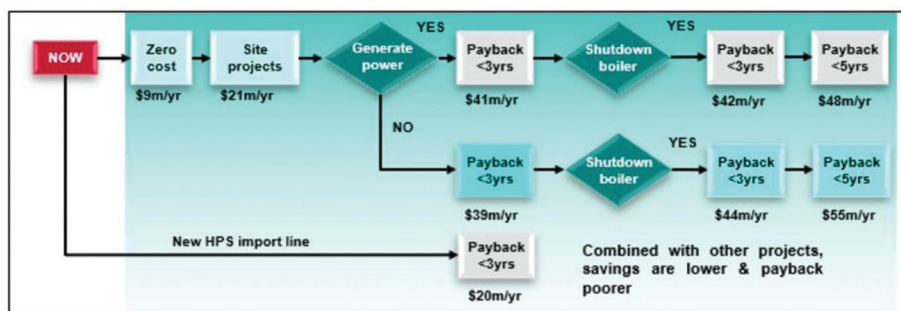 NOW
Zero
cost
$9m/yr
Site
projects
$21m/yr
Generate
power
YES
Payback
<3yrs
$41m/yr
Shutdown
boiler
YES
Payback
<3yrs
$42m/yr
Payback
<5yrs
$48m/yr
NO
Payback
<3yrs
$39m/yr
Shutdown
boiler
YES
Payback
<3yrs
$44m/yr
Payback
<5yrs
$55m/yr
New HPS import line
Payback
<3yrs
$20m/yr
Combined with other projects,
savings are lower & payback
poorer